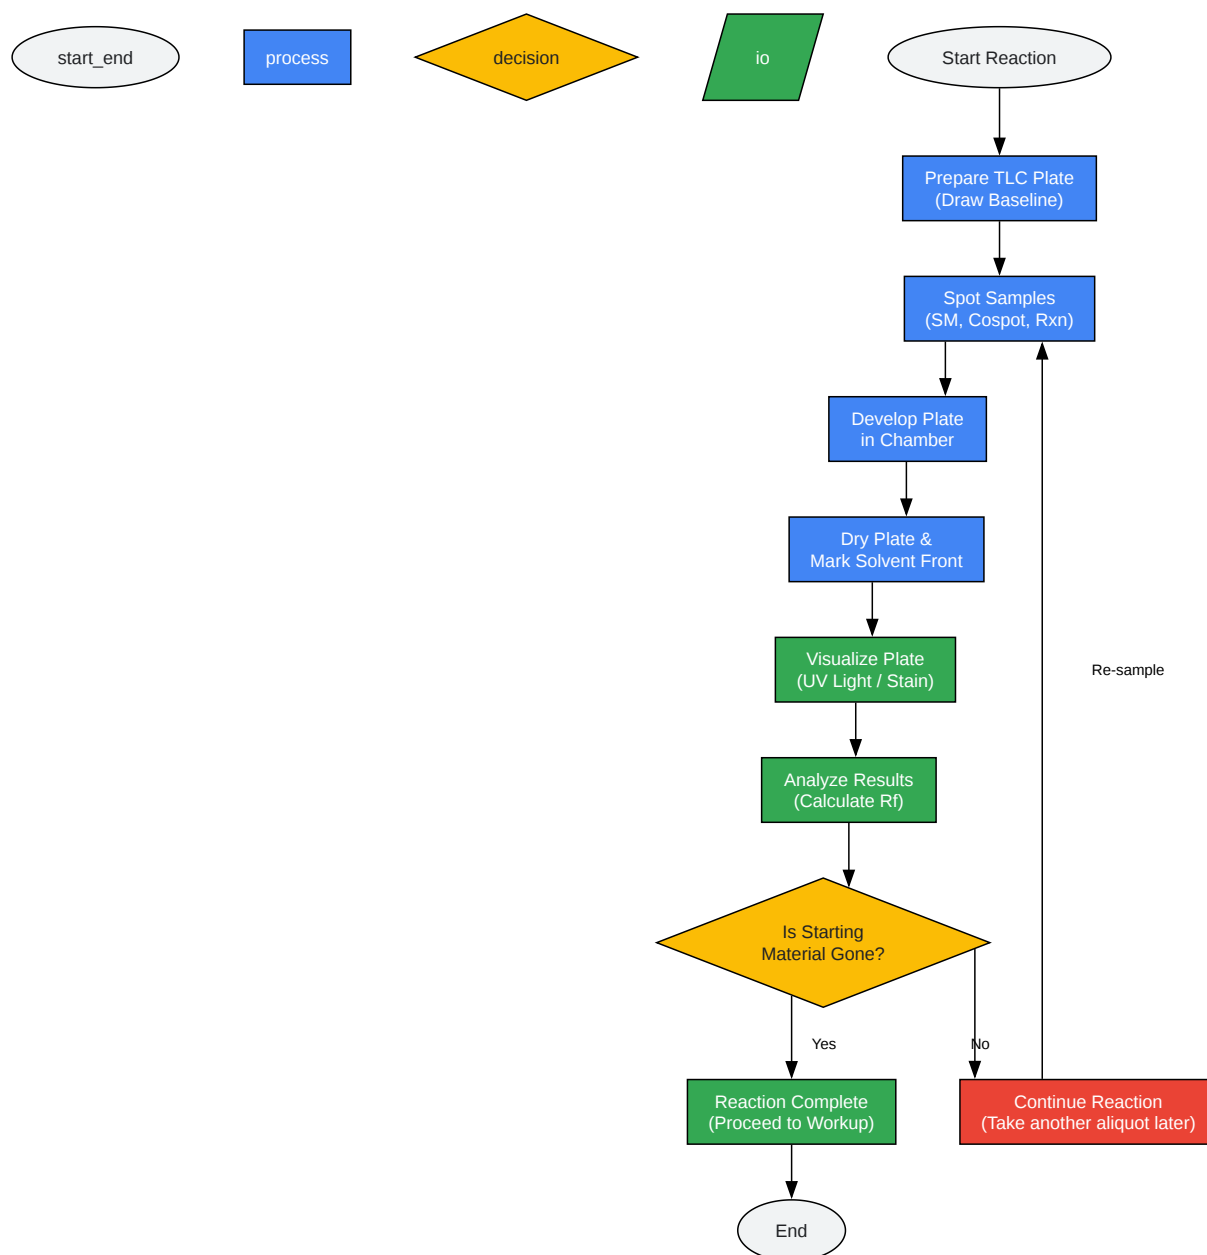 start_end
process
decision
io
Start Reaction
Prepare TLC Plate
(Draw Baseline)
Spot Samples
(SM, Cospot, Rxn)
Develop Plate
in Chamber
Dry Plate &
Mark Solvent Front
Visualize Plate
(UV Light / Stain)
Re-sample
Analyze Results
(Calculate Rf)
Is Starting
Material Gone?
Yes
No
Reaction Complete
(Proceed to Workup)
Continue Reaction
(Take another aliquot later)
End